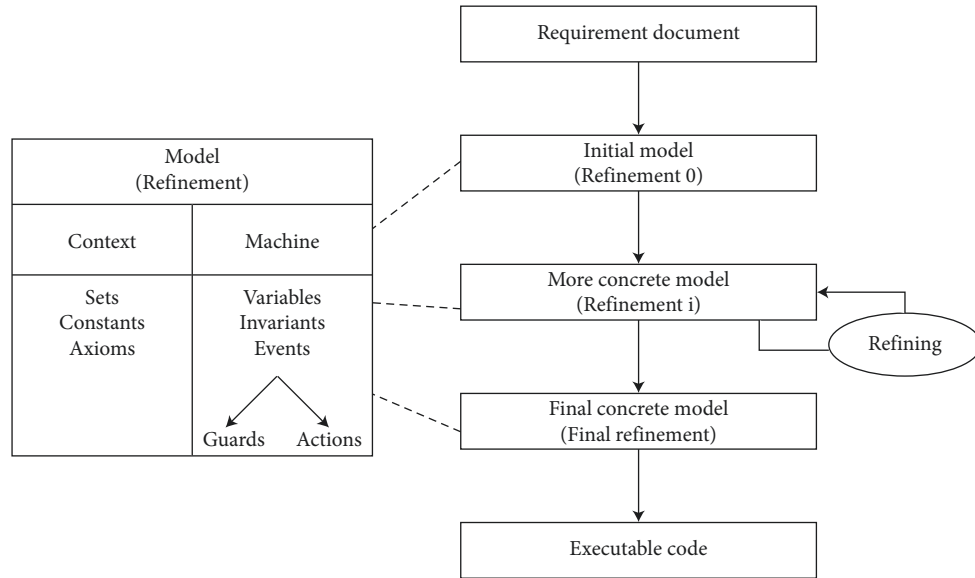 Requirement document
Model
(Refinement)
Context
Machine
Sets
Constants
Axioms
Variables
Invariants
Events
Guards
Actions
Initial model
(Refinement 0)
More concrete model
(Refinement i)
Refining
Final concrete model
(Final refinement)
Executable code